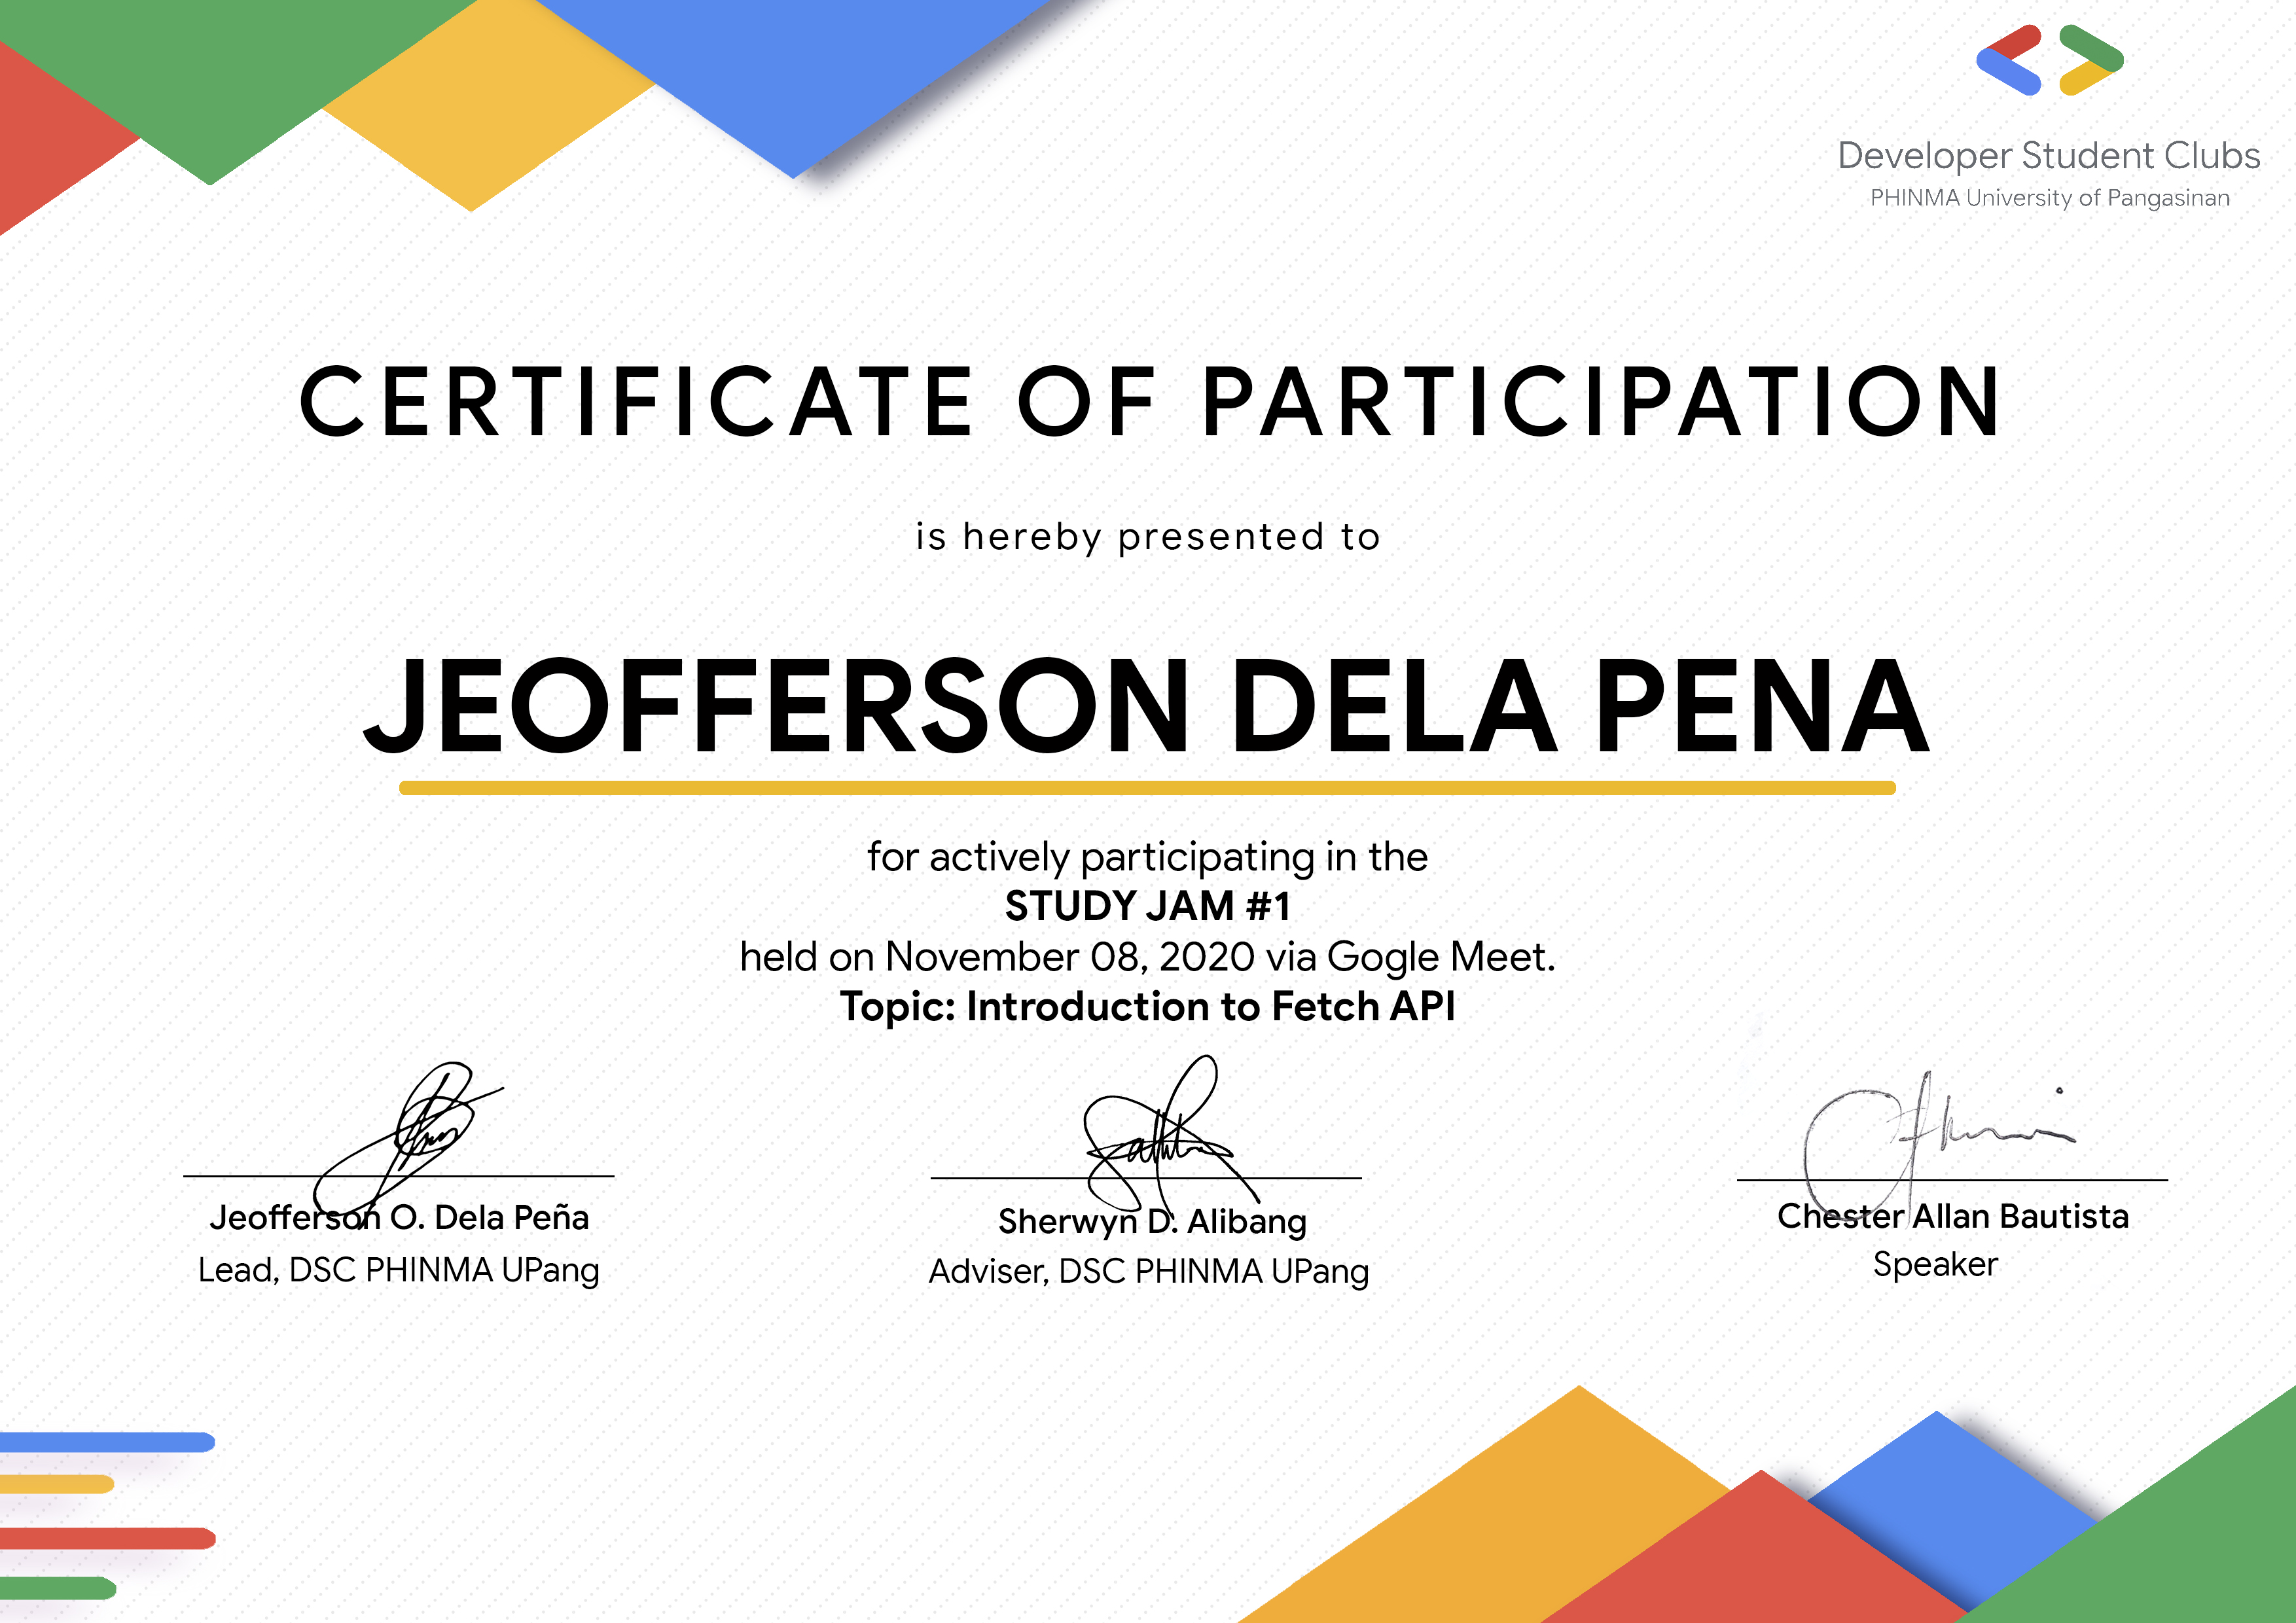 Developer Student Clubs
PHINMA University of Pangasinan
CERTIFICATE OF PARTICIPATION
is hereby presented to
JEOFFERSON DELA PENA
for actively participating in the
STUDY JAM #1
held on November 08, 2020 via Gogle Meet.
Topic: Introduction to Fetch API
Jeofferson O. Dela Peña
Lead, DSC PHINMA UPang
Sherwyn D. Alibang
Adviser, DSC PHINMA UPang
Chester Allan Bautista
Speaker